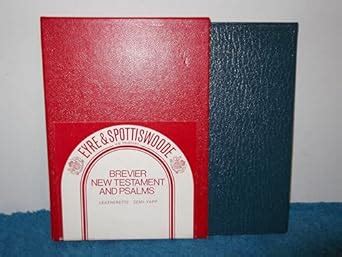 EYRE & SPOTTISWOODE
BREVIER
NEW TESTAMENT
AND PSALMS
LEATHERETTE SEMI YAPP